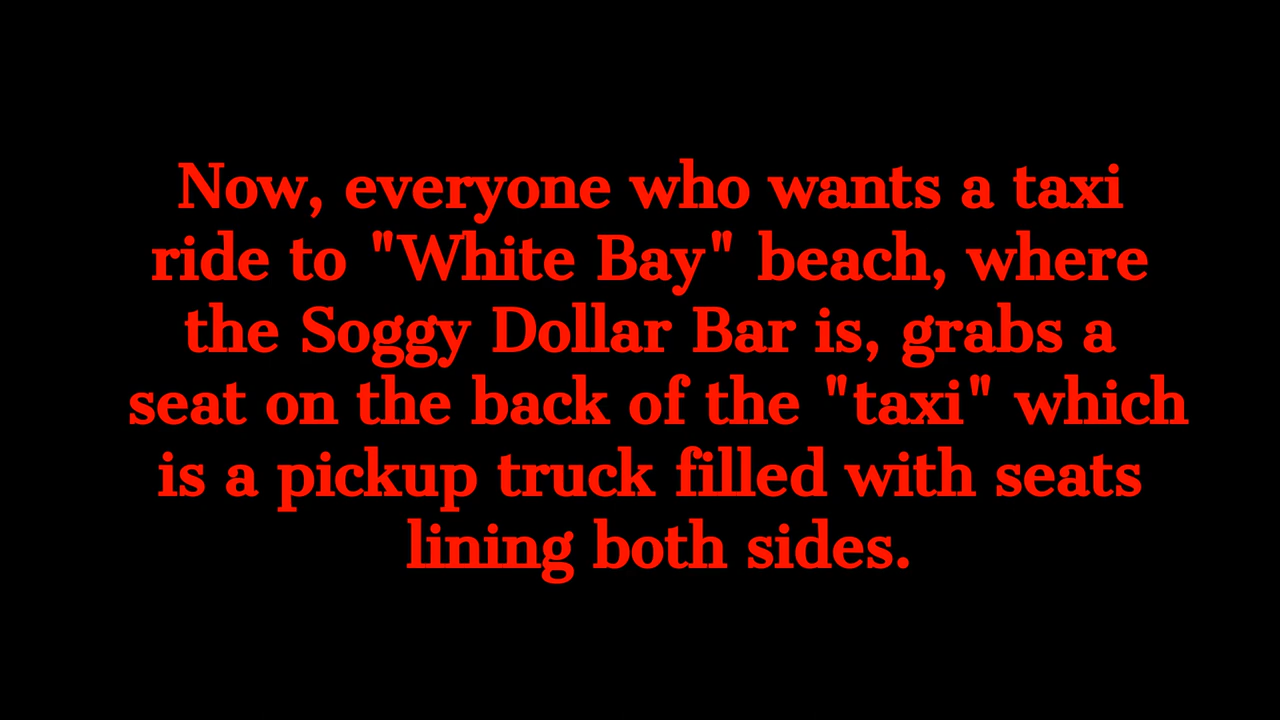 Now, everyone who wants a taxi
ride to "White Bay" beach, where
the Soggy Dollar Bar is, grabs a
seat on the back of the "taxi" which
is a pickup truck filled with seats
lining both sides.